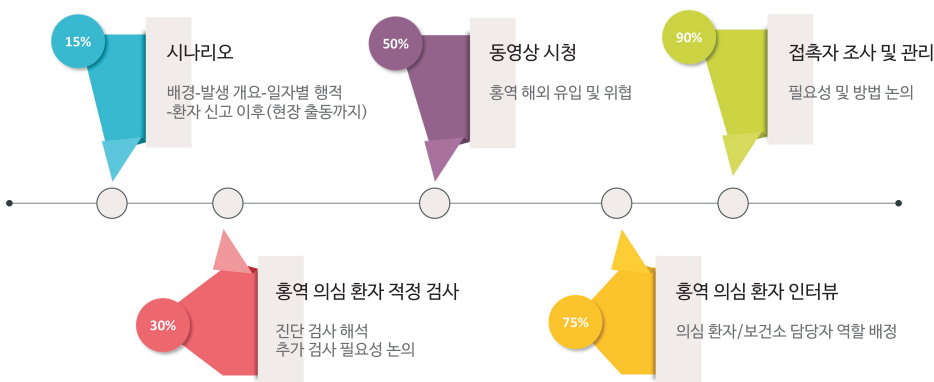 15%
시나리오
배경-발생 개요-일자별 행적
-환자 신고 이후(현장 출동까지)
50%
동영상 시청
홍역 해외 유입 및 위협
90%
접촉자 조사 및 관리
필요성 및 방법 논의
30%
홍역 의심 환자 적정 검사
진단 검사 해석
추가 검사 필요성 논의
75%
홍역 의심 환자 인터뷰
의심 환자/보건소 담당자 역할 배정